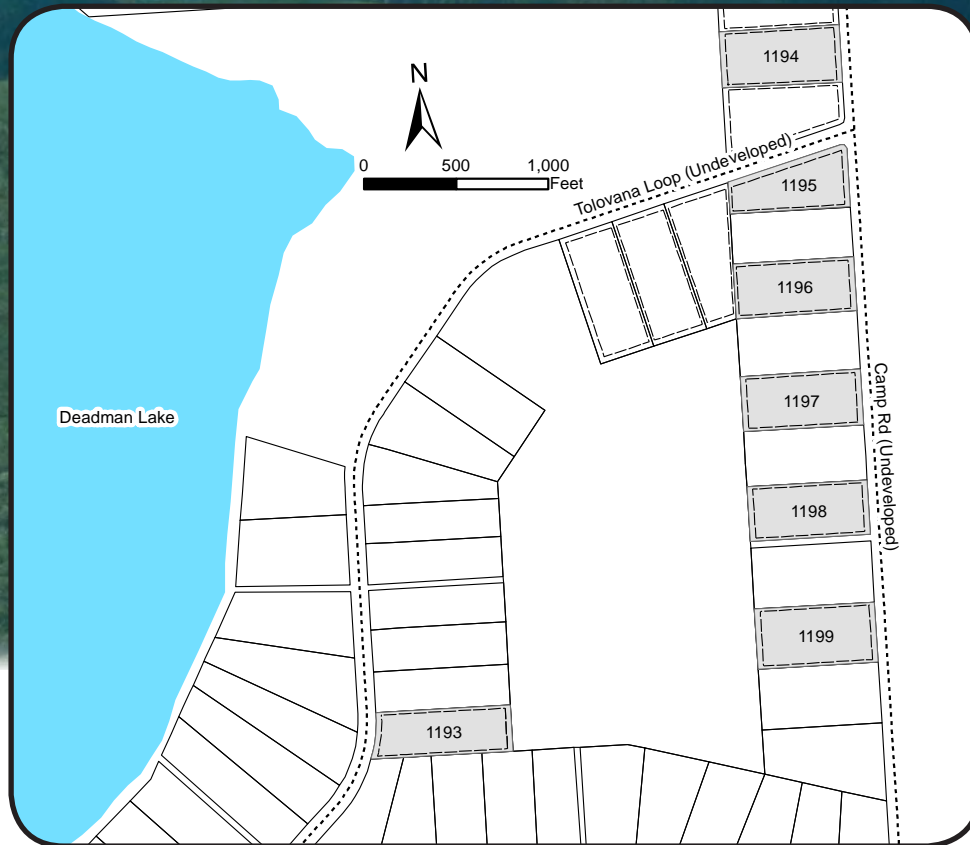 1194
N
0 500 1,000
Feet
Tolovana Loop (Undeveloped)
1195
1196
Camp Rd (Undeveloped)
1197
Deadman Lake
1198
1199
1193